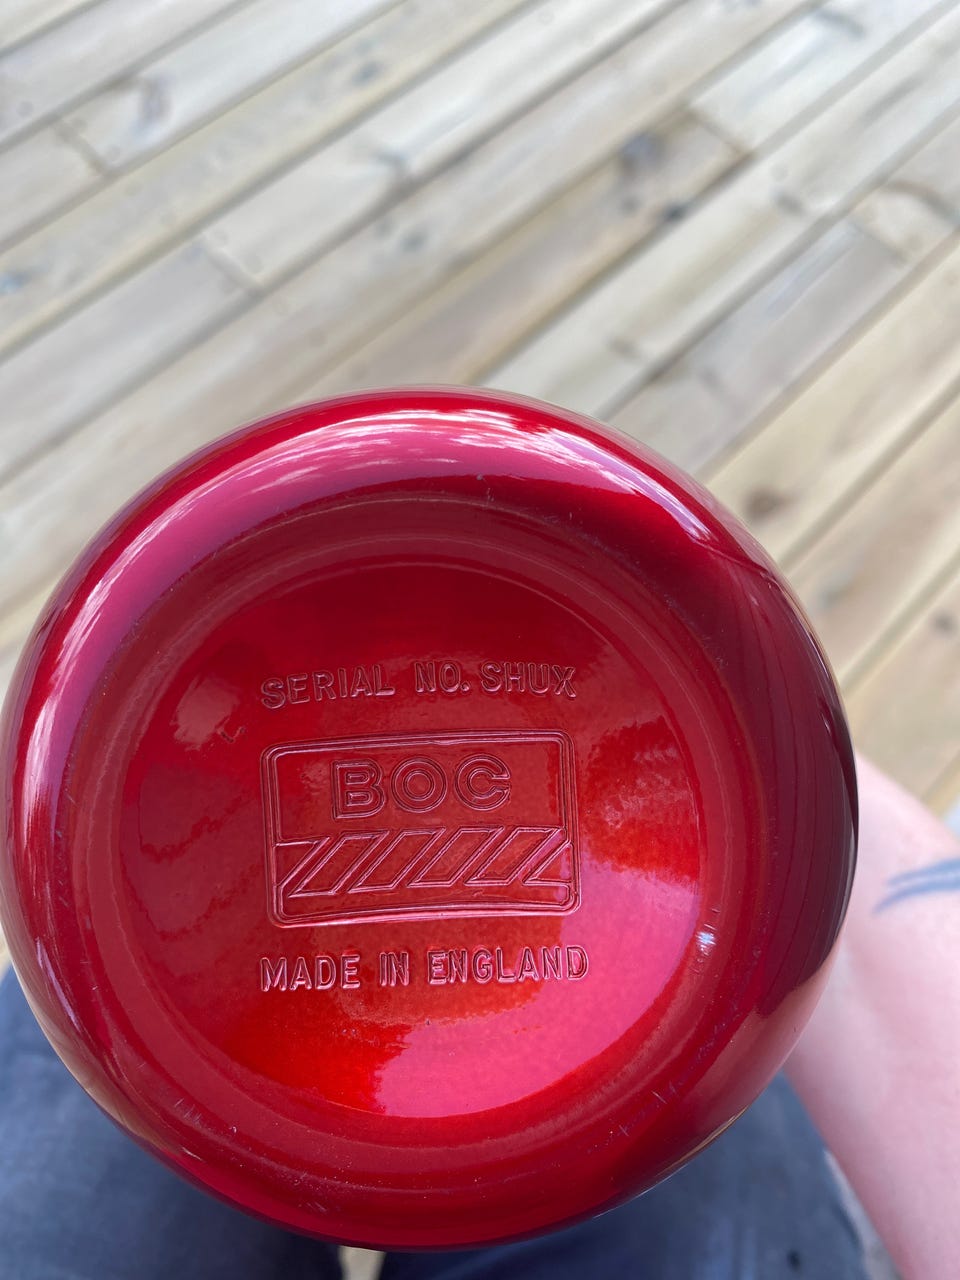 SERIAL NO. SHUX
BOC
MADE IN ENGLAND